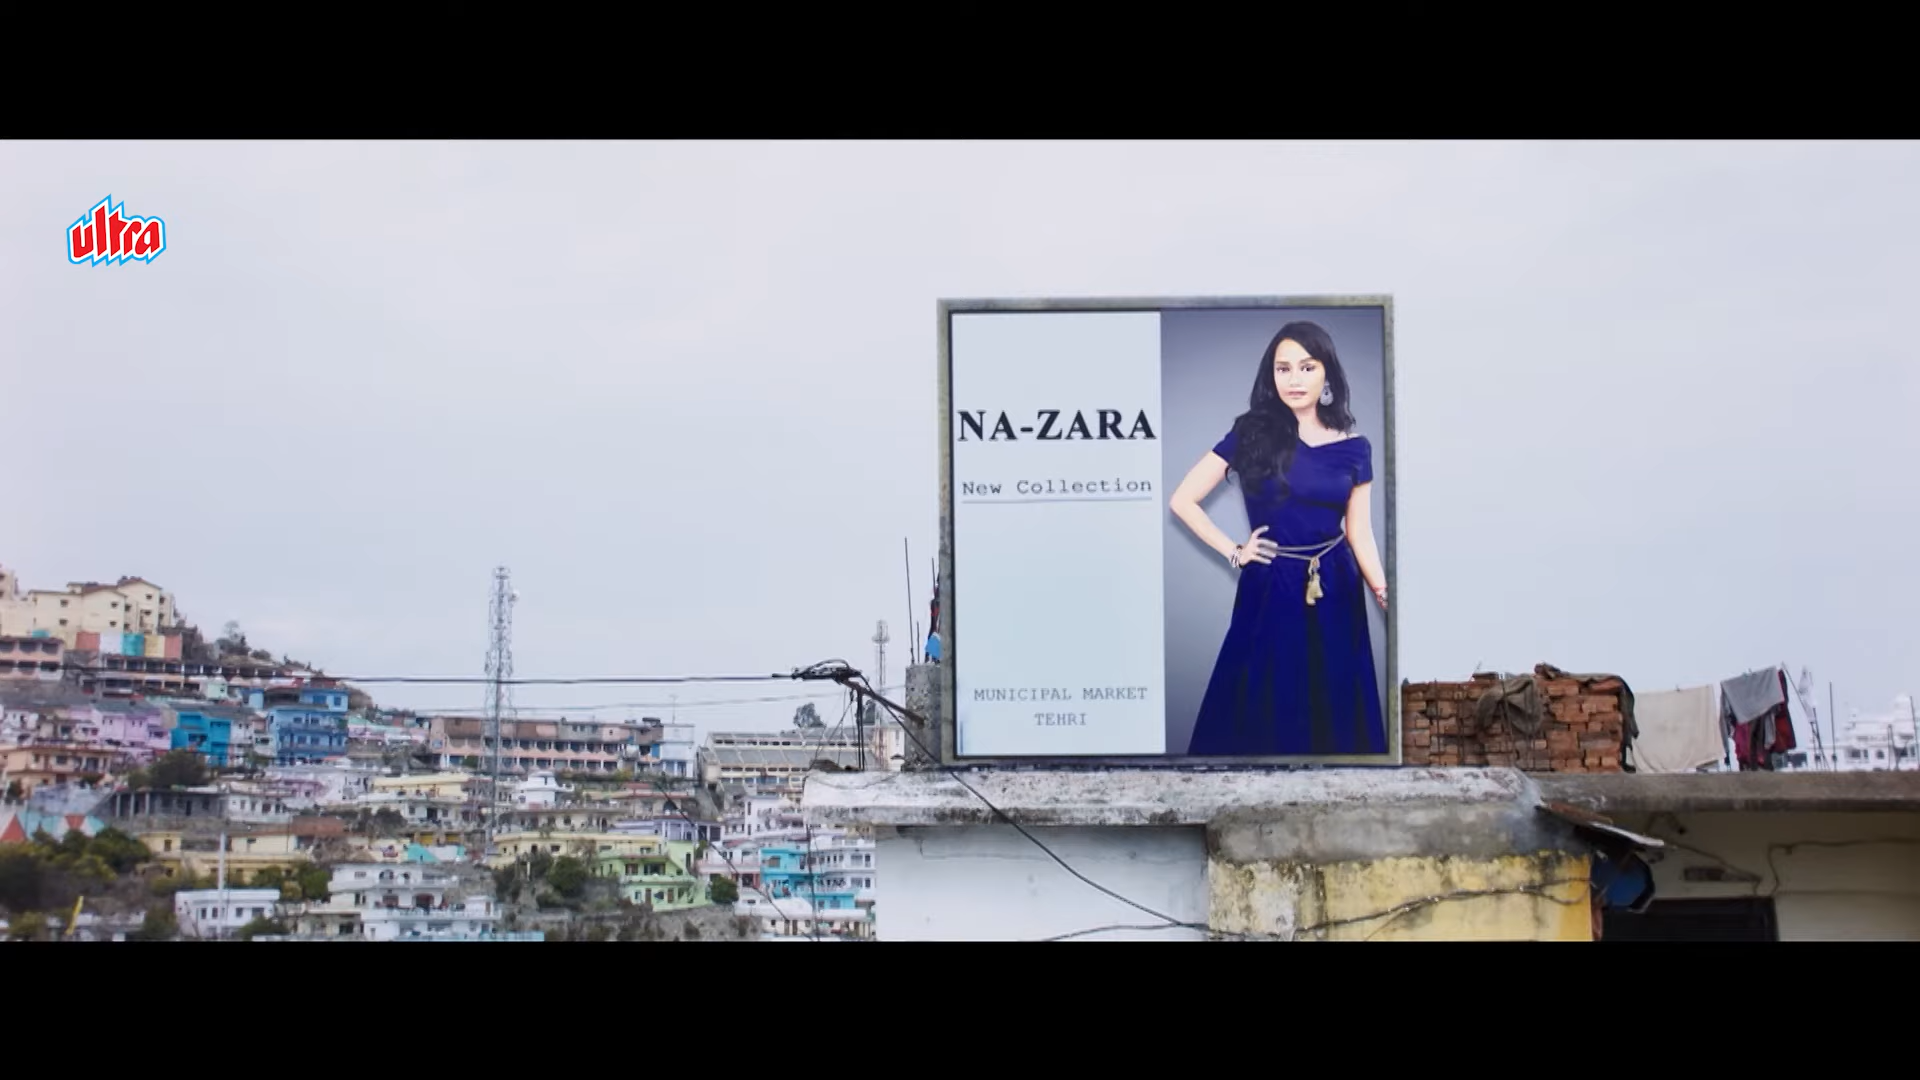 ultra
NA-ZARA
New Collection
MUNICIPAL MARKET
TEHRI